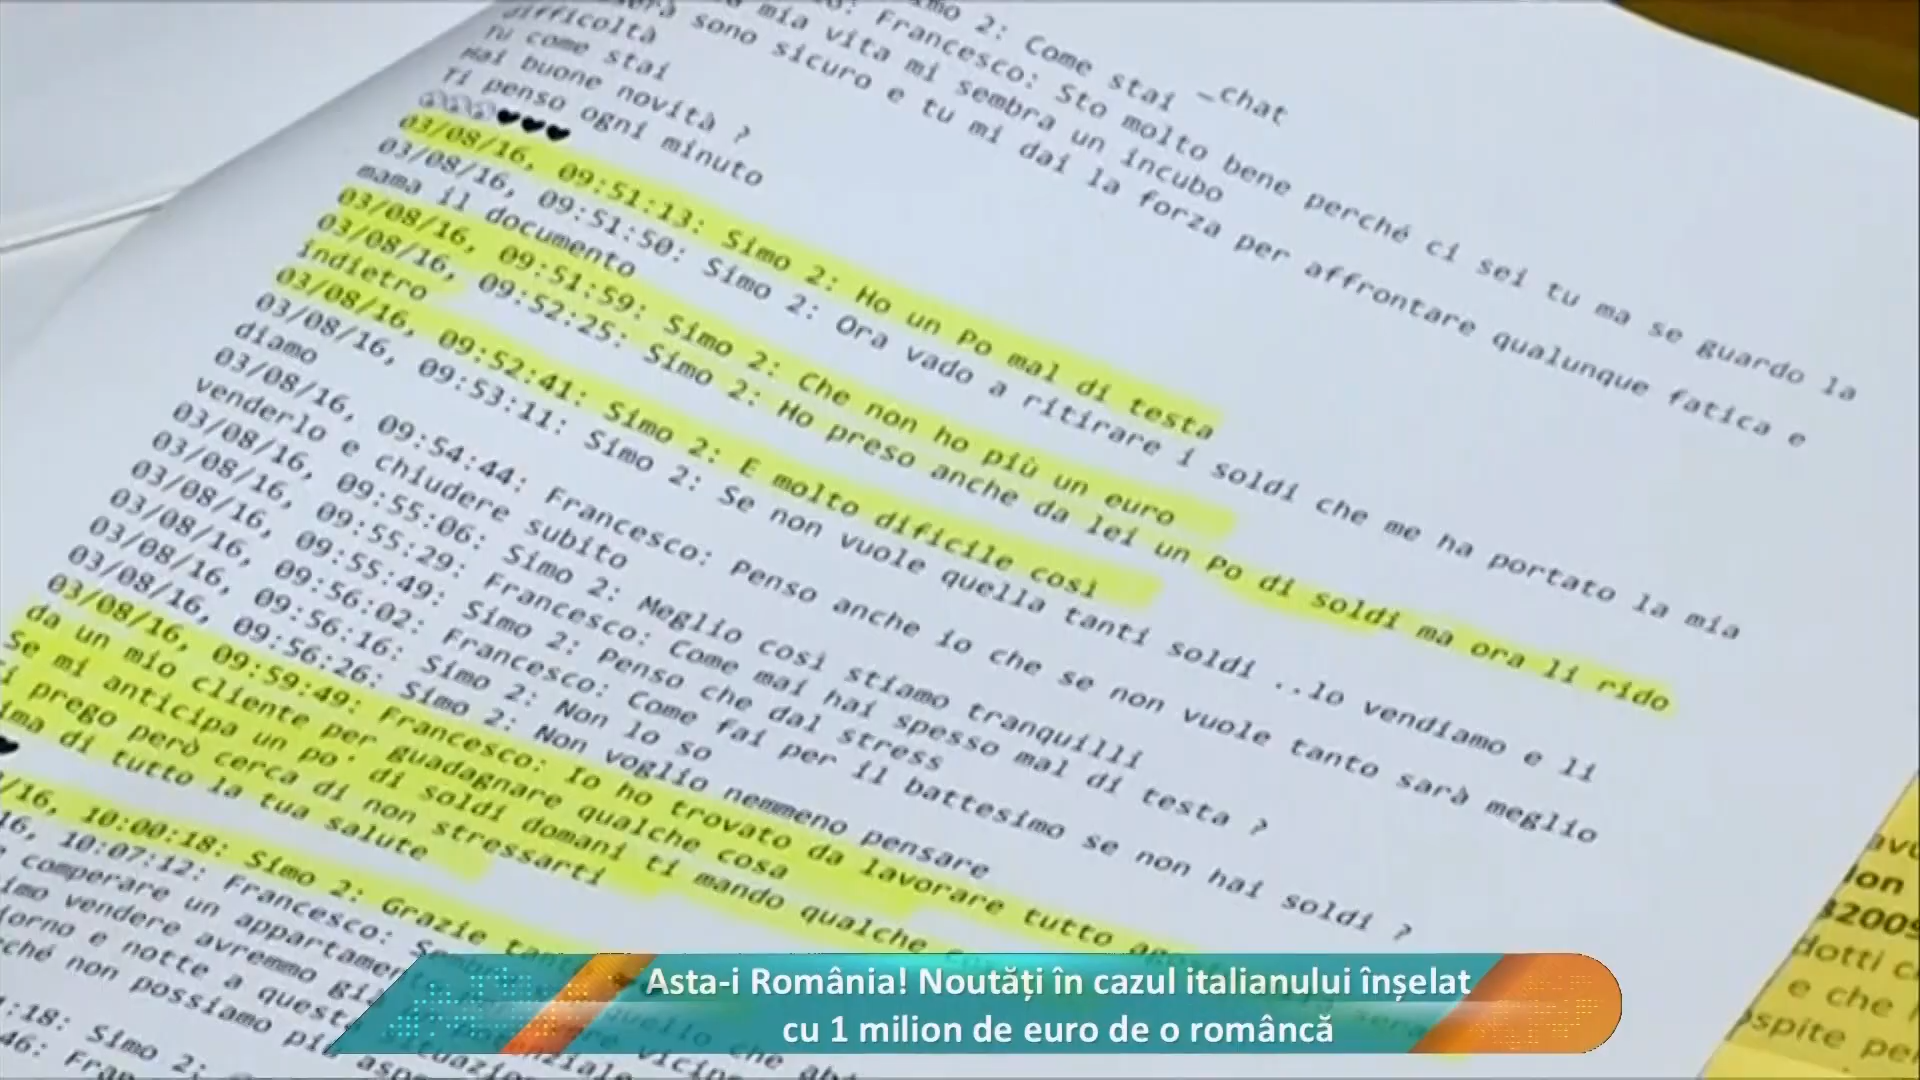 Simo 2: Come stai _chat
Francesco: Sto molto bene perché ci sei tu ma se guardo la
mia vita mi sembra un incubo
sono sicuro e tu mi dai la forza per affrontare qualunque fatica e
difficoltà
Tu come stai
Hai buone novità ?
Ti penso ogni minuto
03/08/16, 09:51:13: Simo 2: Ho un Po mal di testa
03/08/16, 09:51:50: Simo 2: Ora vado a ritirare i soldi che me ha portato la mia
mama il documento
03/08/16, 09:51:59: Simo 2: Che non ho più un euro
03/08/16, 09:52:25: Simo 2: Ho preso anche da lei un Po di soldi ma ora li rido
indietro
03/08/16, 09:52:41: Simo 2: E molto dificile così
03/08/16, 09:53:11: Simo 2: Se non vuole quella tanti soldi ..lo vendiamo e li
diamo
03/08/16, 09:54:44: Francesco: Penso anche io che se non vuole tanto sarà meglio
venderlo e chiudere subito
03/08/16, 09:55:06: Simo 2: Meglio così stiamo tranquilli
03/08/16, 09:55:29: Francesco: Come mai hai spesso mal di testa ?
03/08/16, 09:55:49: Simo 2: Penso che dal stress
03/08/16, 09:56:02: Francesco: Come fai per il battesimo se non hai soldi ?
03/08/16, 09:56:16: Simo 2: Non lo so
03/08/16, 09:56:26: Simo 2: Non voglio nemmeno pensare
03/08/16, 09:59:49: Francesco: Io ho trovato da lavorare tutto
da un mio cliente per guadagnare qualche cosa
Se mi anticipa un po' di soldi domani ti mando qualche
prego però cerca di non stressarti
di tutto la tua salute
/16, 10:00:18: Simo 2: Grazie
16, 10:07:12: Francesco:
comperare un
vendere avremmo
e notte a
ché non possiamo più
:18: Simo 2:
46: Fran
quello che
Asta-i România! Noutăți în cazul italianului înșelat
cu 1 milion de euro de o româncă
32009
dotti
e che
ospite